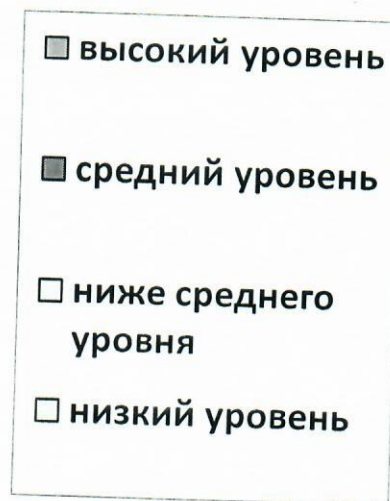 высокий уровень
средний уровень
ниже среднего
уровня
низкий уровень